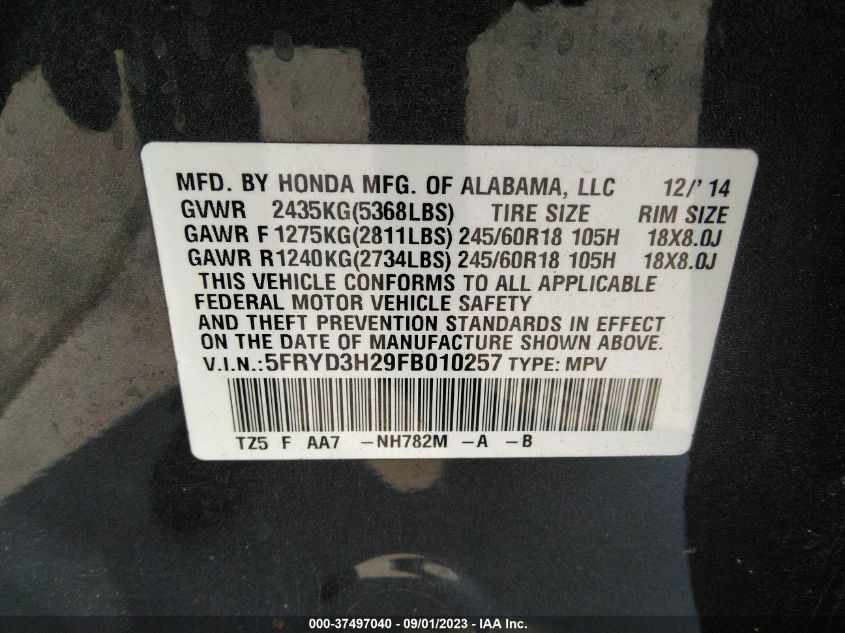 MFD. BY HONDA MFG. OF ALABAMA, LLC 12/'14
GVWR 2435KG(5368LBS) TIRE SIZE RIM SIZE
GAWR F 1275KG(2811LBS) 245/60R18 105H 18X8.0J
GAWR R1240KG(2734LBS) 245/60R18 105H 18X8.0J
THIS VEHICLE CONFORMS TO ALL APPLICABLE
FEDERAL MOTOR VEHICLE SAFETY
AND THEFT PREVENTION STANDARDS IN EFFECT
ON THE DATE OF MANUFACTURE SHOWN ABOVE.
V.I.N.:5FRYD3H29FB010257 TYPE: MPV
TZ5 F AA7 -NH782M -A -B
000-37497040 - 09/01/2023 - IAA Inc.